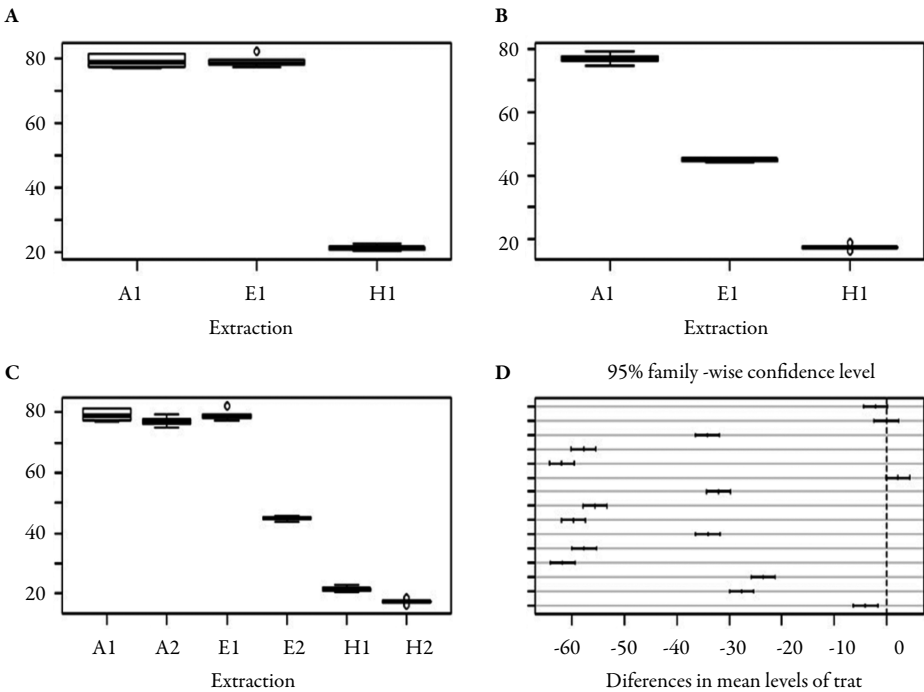 A
80
60
40
20
A1 E1 H1
Extraction
B
80
60
40
20
A1 E1 H1
Extraction
C
80
60
40
20
A1 A2 E1 E2 H1 H2
Extraction
D
95% family -wise confidence level
-60 -50 -40 -30 -20 -10 0
Diferences in mean levels of trat